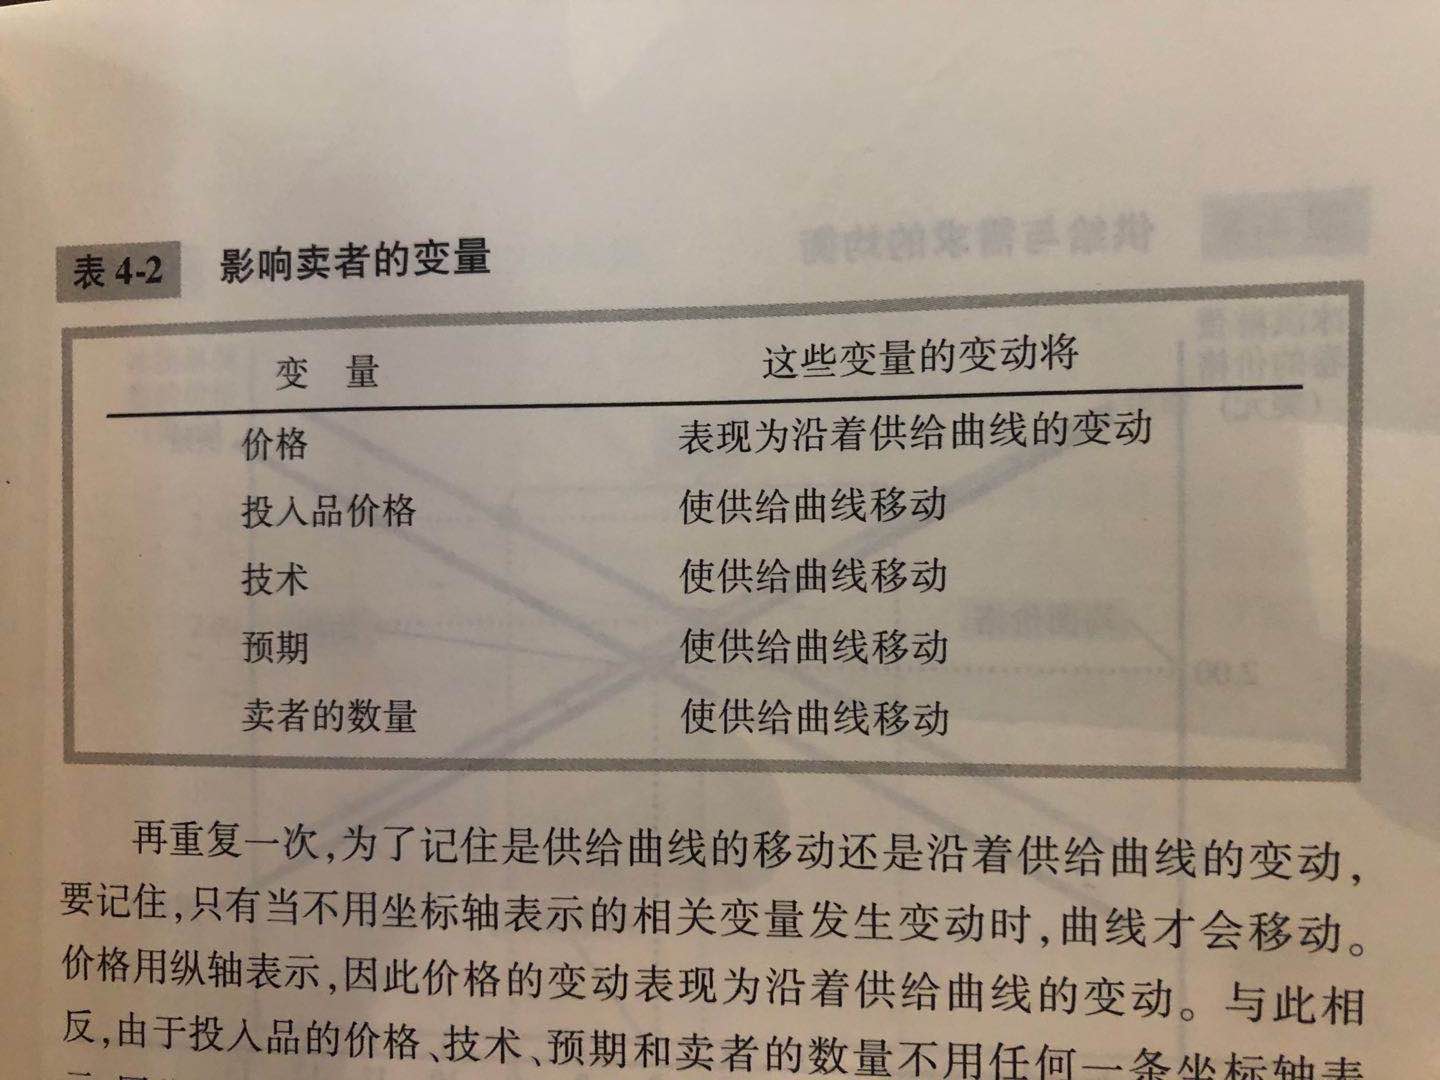 表 4-2 影响卖者的变量
变 量 这些变量的变动将
价格 表现为沿着供给曲线的变动
投入品价格 使供给曲线移动
技术 使供给曲线移动
预期 使供给曲线移动
卖者的数量 使供给曲线移动
再重复一次,为了记住是供给曲线的移动还是沿着供给曲线的变动,
要记住,只有当不用坐标轴表示的相关变量发生变动时,曲线才会移动。
价格用纵轴表示,因此价格的变动表现为沿着供给曲线的变动。与此相
反,由于投入品的价格、技术、预期和卖者的数量不用任何一条坐标轴表